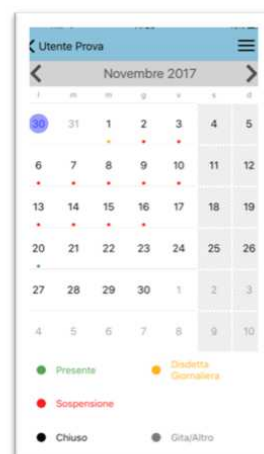 Utente Prova
Novembre 2017
l m m g v s d
30 31 1 2 3 4 5
6 7 8 9 10 11 12
13 14 15 16 17 18 19
20 21 22 23 24 25 26
27 28 29 30 1 2 3
4 5 6 7 8 9 10
Presente
Disdetta
Giornaliera
Sospensione
Chiuso
Gita/Altro